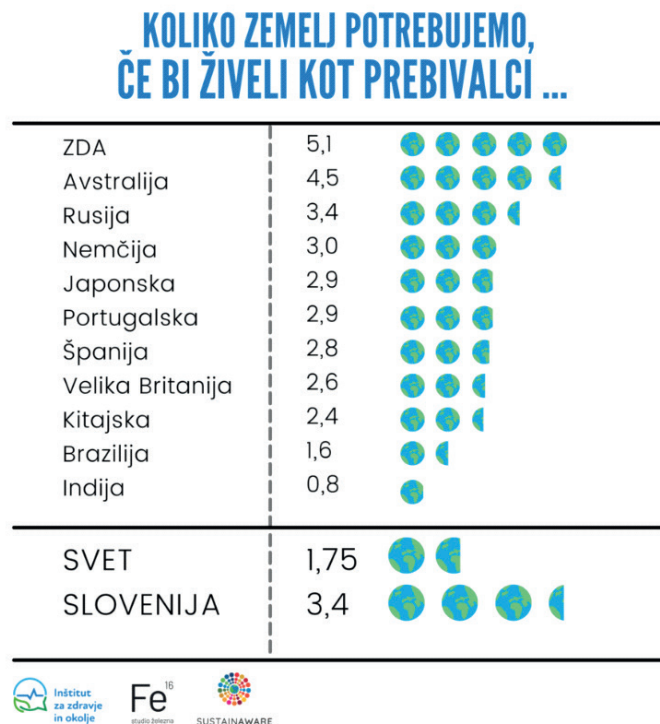 KOLIKO ZEMELJ POTREBUJEMO,
ČE BI ŽIVELI KOT PREBIVALCI ...
ZDA 5,1
Avstralija 4,5
Rusija 3,4
Nemčija 3,0
Japonska 2,9
Portugalska 2,9
Španija 2,8
Velika Britanija 2,6
Kitajska 2,4
Brazilija 1,6
Indija 0,8
SVET 1,75
SLOVENIJA 3,4
Inštitut
za zdravje
in okolje
Fe16
studio železna
SUSTAINAWARE